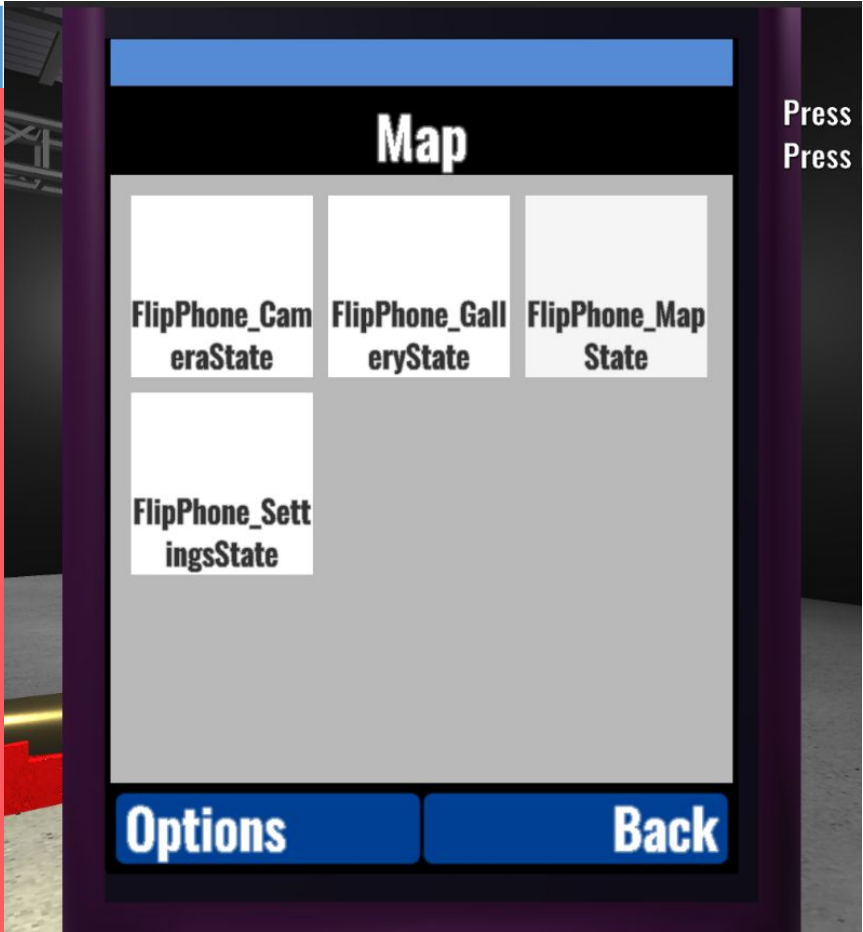 Map
Press
Press
FlipPhone_Cam
eraState
FlipPhone_Gall
eryState
FlipPhone_Map
State
FlipPhone_Sett
ingsState
Options
Back